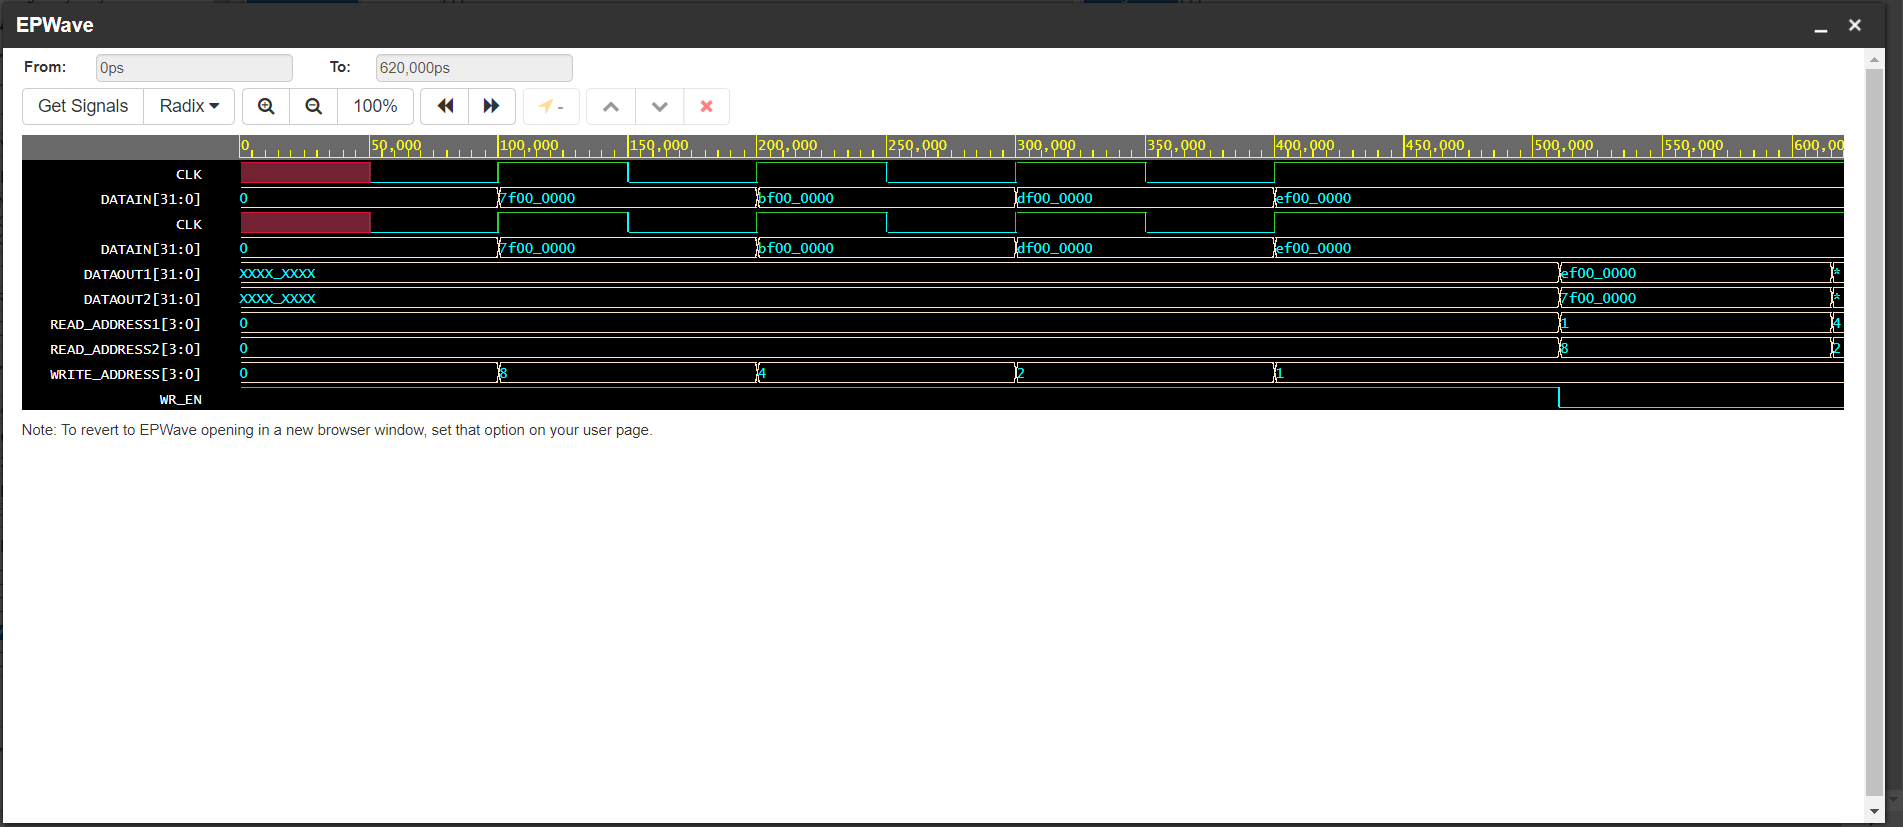 EPWave
From: 0ps To: 620,000ps
Get Signals Radix 100% -
0 50,000 100,000 150,000 200,000 250,000 300,000 350,000 400,000 450,000 500,000 550,000 600,00
CLK
DATAIN[31:0] 0 7f00_0000 bf00_0000 df00_0000 ef00_0000
CLK
DATAIN[31:0] 0 7f00_0000 bf00_0000 df00_0000 ef00_0000
DATAOUT1[31:0] XXXX_XXXX ef00_0000 *
DATAOUT2[31:0] XXXX_XXXX 7f00_0000 *
READ_ADDRESS1[3:0] 0 1 4
READ_ADDRESS2[3:0] 0 8 2
WRITE_ADDRESS[3:0] 0 8 4 2 1
WR_EN
Note: To revert to EPWave opening in a new browser window, set that option on your user page.